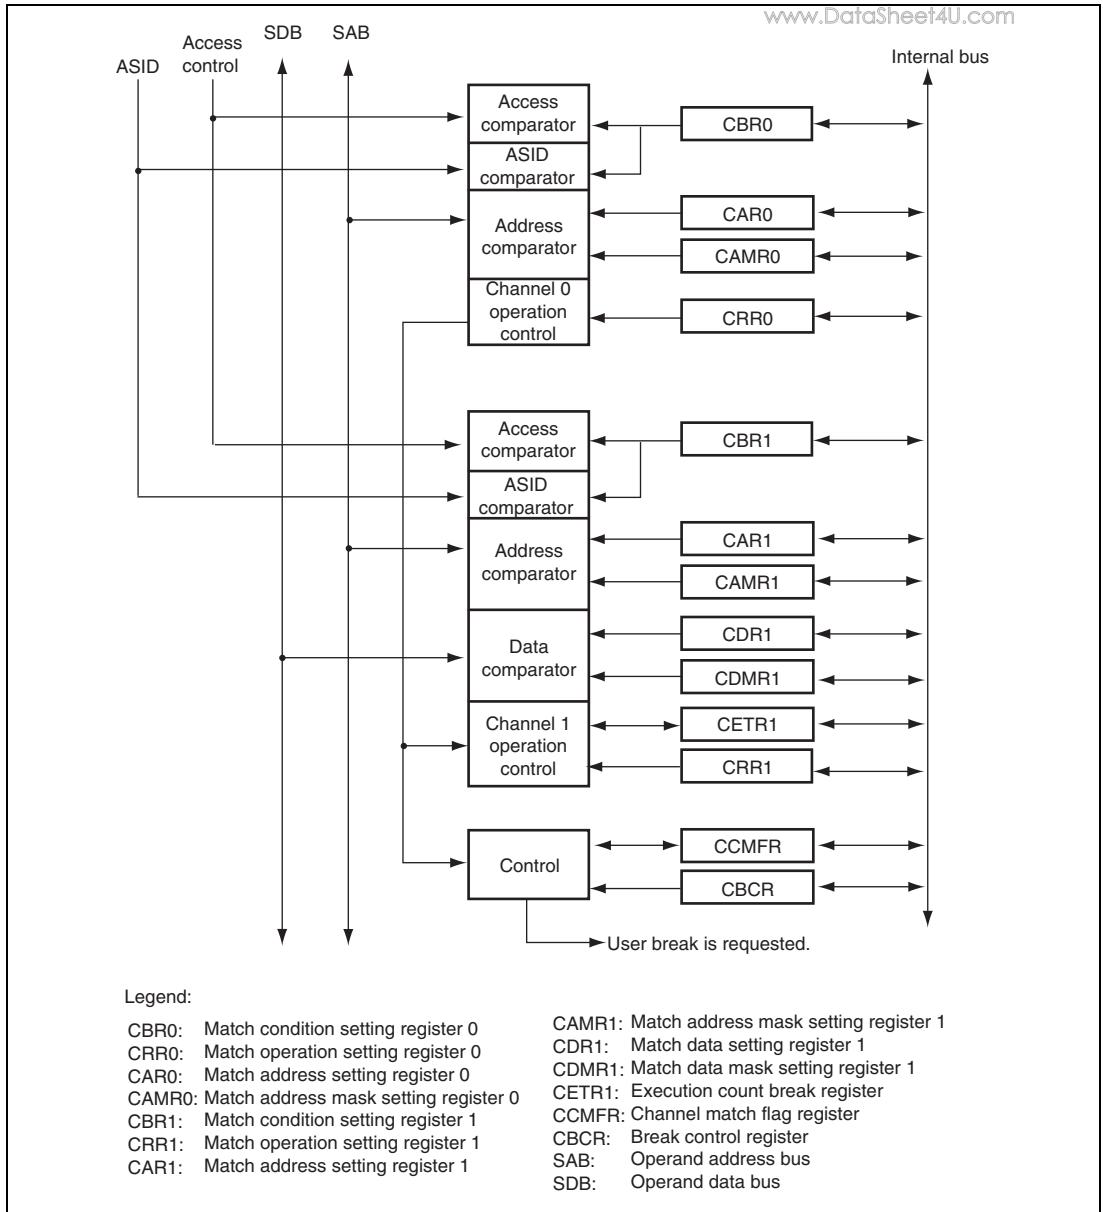 www.DataSheet4U.com
SDB
SAB
Access
control
ASID
Internal bus
Access
comparator
CBR0
ASID
comparator
Address
comparator
CAR0
CAMR0
Channel 0
operation
control
CRR0
Access
comparator
CBR1
ASID
comparator
Address
comparator
CAR1
CAMR1
Data
comparator
CDR1
CDMR1
Channel 1
operation
control
CETR1
CRR1
Control
CCMFR
CBCR
User break is requested.
Legend:
CBR0: Match condition setting register 0
CRR0: Match operation setting register 0
CAR0: Match address setting register 0
CAMR0: Match address mask setting register 0
CBR1: Match condition setting register 1
CRR1: Match operation setting register 1
CAR1: Match address setting register 1
CAMR1: Match address mask setting register 1
CDR1: Match data setting register 1
CDMR1: Match data mask setting register 1
CETR1: Execution count break register
CCMFR: Channel match flag register
CBCR: Break control register
SAB: Operand address bus
SDB: Operand data bus